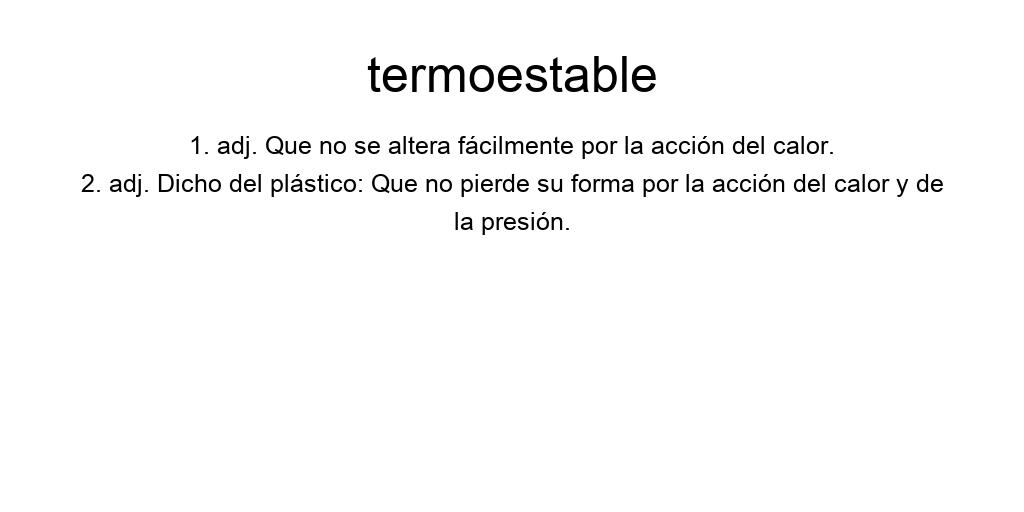 termoestable
1. adj. Que no se altera fácilmente por la acción del calor.
2. adj. Dicho del plástico: Que no pierde su forma por la acción del calor y de
la presión.